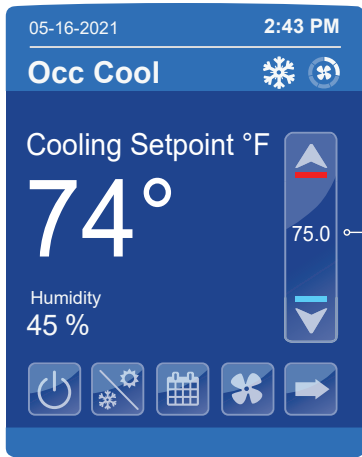 05-16-2021 2:43 PM
Occ Cool
Cooling Setpoint °F
74°
75.0
Humidity
45 %